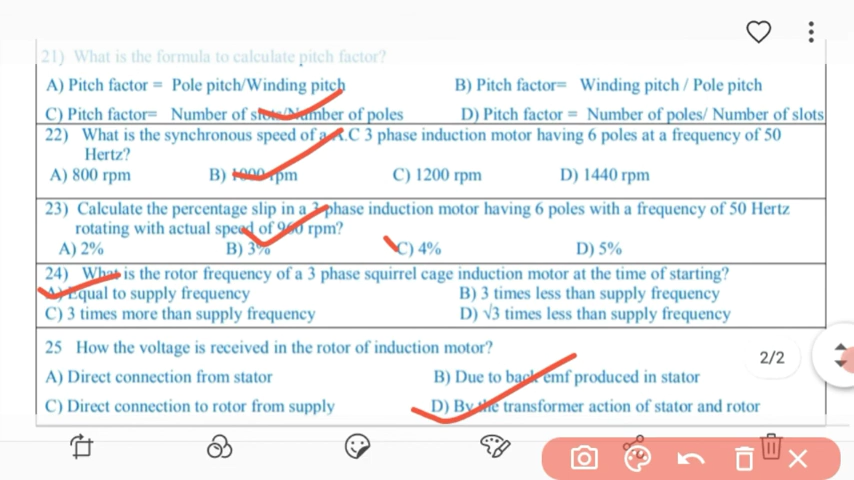 21) What is the formula to calculate pitch factor?
A) Pitch factor = Pole pitch/Winding pitch
B) Pitch factor= Winding pitch / Pole pitch
C) Pitch factor= Number of slots/Number of poles
D) Pitch factor = Number of poles/ Number of slots
22) What is the synchronous speed of a A.C 3 phase induction motor having 6 poles at a frequency of 50
Hertz?
A) 800 rpm B) 1000 rpm C) 1200 rpm D) 1440 rpm
23) Calculate the percentage slip in a 3 phase induction motor having 6 poles with a frequency of 50 Hertz
rotating with actual speed of 960 rpm?
A) 2% B) 3% C) 4% D) 5%
24) What is the rotor frequency of a 3 phase squirrel cage induction motor at the time of starting?
A) Equal to supply frequency B) 3 times less than supply frequency
C) 3 times more than supply frequency D) √3 times less than supply frequency
25 How the voltage is received in the rotor of induction motor?
2/2
A) Direct connection from stator B) Due to back emf produced in stator
C) Direct connection to rotor from supply D) By the transformer action of stator and rotor